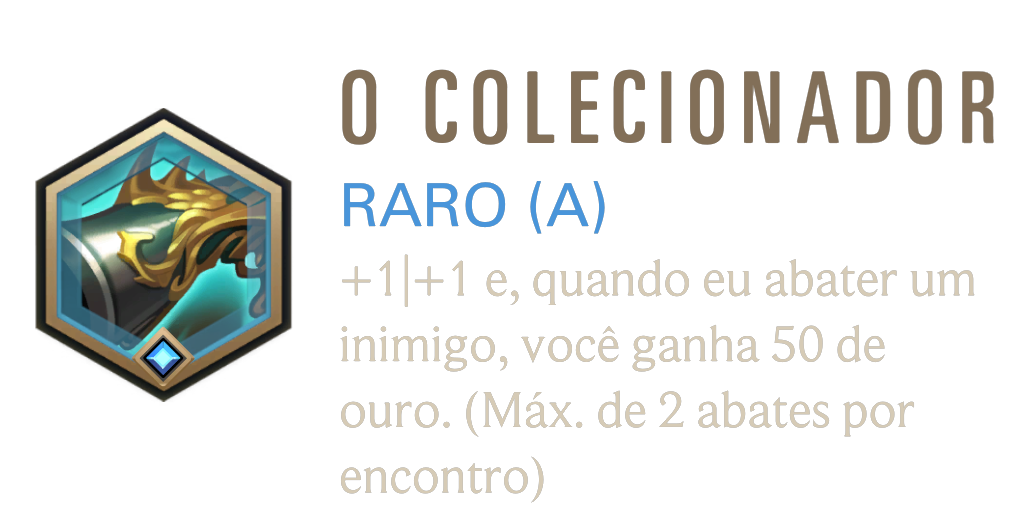 O COLECIONADOR
RARO (A)
+1|+1 e, quando eu abater um
inimigo, você ganha 50 de
ouro. (Máx. de 2 abates por
encontro)